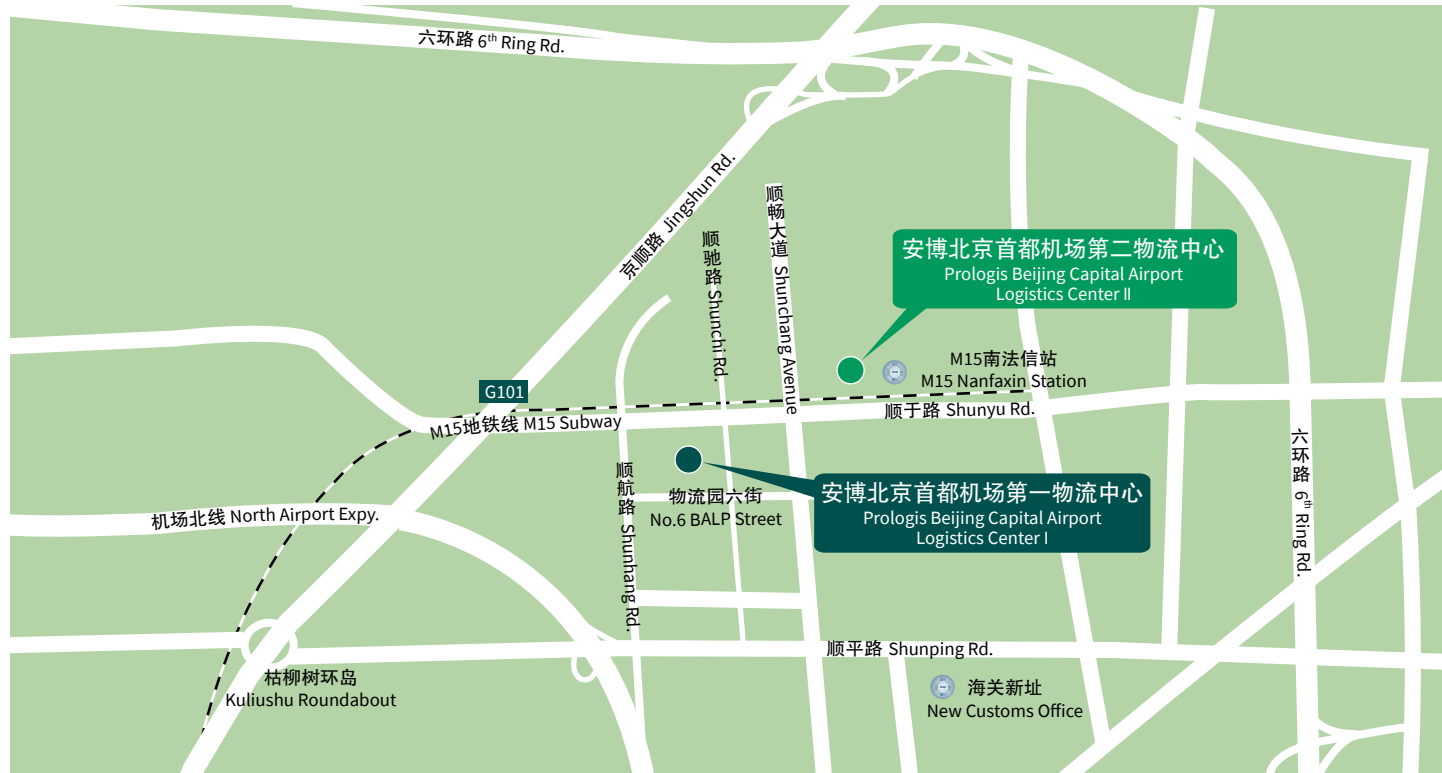 六环路 6th Ring Rd.
京顺路 Jingshun Rd.
顺畅大道 Shunchang Avenue
顺驰路 Shunchi Rd.
安博北京首都机场第二物流中心
Prologis Beijing Capital Airport
Logistics Center II
M15南法信站
M15 Nanfaxin Station
G101
顺于路 Shunyu Rd.
M15地铁线 M15 Subway
六环路 6th Ring Rd.
顺航路 Shunhang Rd.
物流园六街
No.6 BALP Street
安博北京首都机场第一物流中心
Prologis Beijing Capital Airport
Logistics Center I
机场北线 North Airport Expy.
顺平路 Shunping Rd.
枯柳树环岛
Kuliushu Roundabout
海关新址
New Customs Office